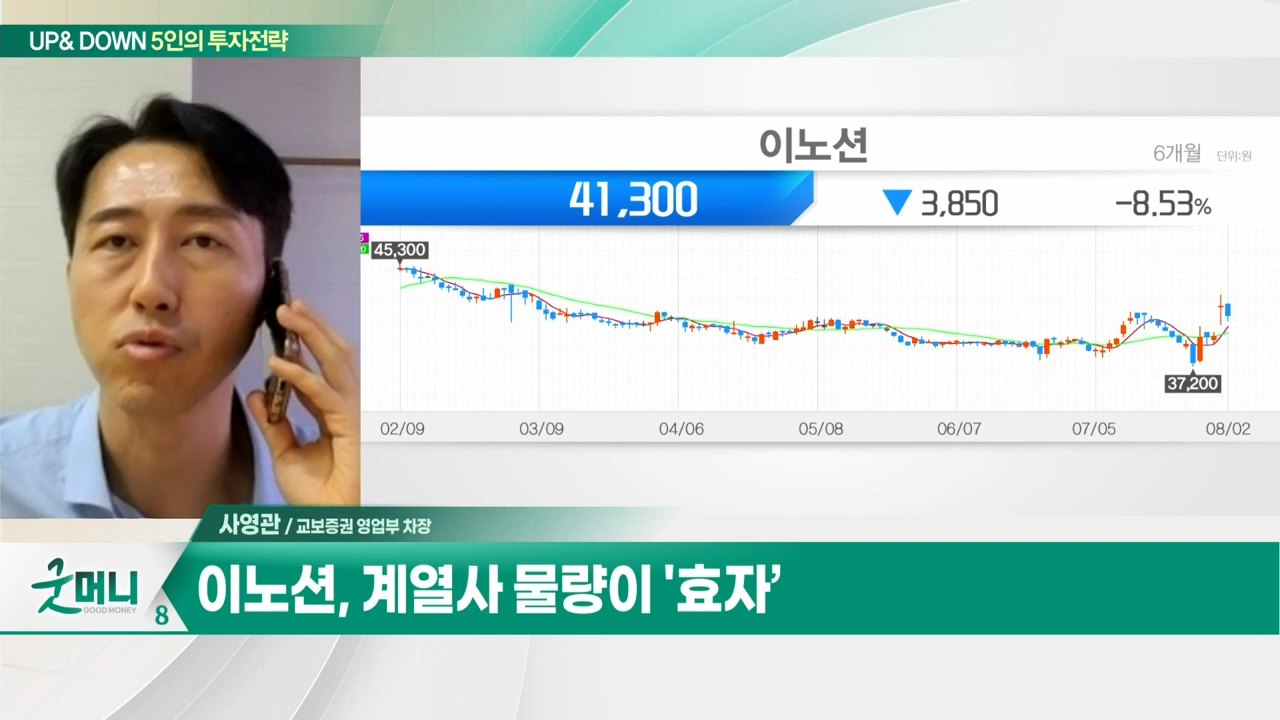 UP& DOWN 5인의 투자전략
이노션
6개월 단위:원
41,300 ▼ 3,850 -8.53%
45,300
37,200
02/09 03/09 04/06 05/08 06/07 07/05 08/02
사영관 / 교보증권 영업부 차장
굿머니
GOOD MONEY
8
이노션, 계열사 물량이 '효자’